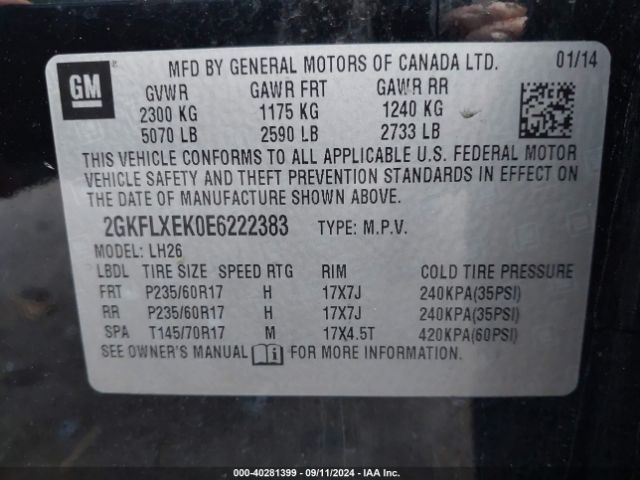 GM
MFD BY GENERAL MOTORS OF CANADA LTD. 01/14
GVWR GAWR FRT GAWR RR
2300 KG 1175 KG 1240 KG
5070 LB 2590 LB 2733 LB
THIS VEHICLE CONFORMS TO ALL APPLICABLE U.S. FEDERAL MOTOR
VEHICLE SAFETY AND THEFT PREVENTION STANDARDS IN EFFECT ON
THE DATE OF MANUFACTURE SHOWN ABOVE.
2GKFLXEK0E6222383 TYPE: M.P.V.
MODEL: LH26
LBDL TIRE SIZE SPEED RTG RIM COLD TIRE PRESSURE
FRT P235/60R17 H 17X7J 240KPA(35PSI)
RR P235/60R17 H 17X7J 240KPA(35PSI)
SPA T145/70R17 M 17X4.5T 420KPA(60PSI)
SEE OWNER'S MANUAL FOR MORE INFORMATION.
000-40281399 - 09/11/2024 - IAA Inc.